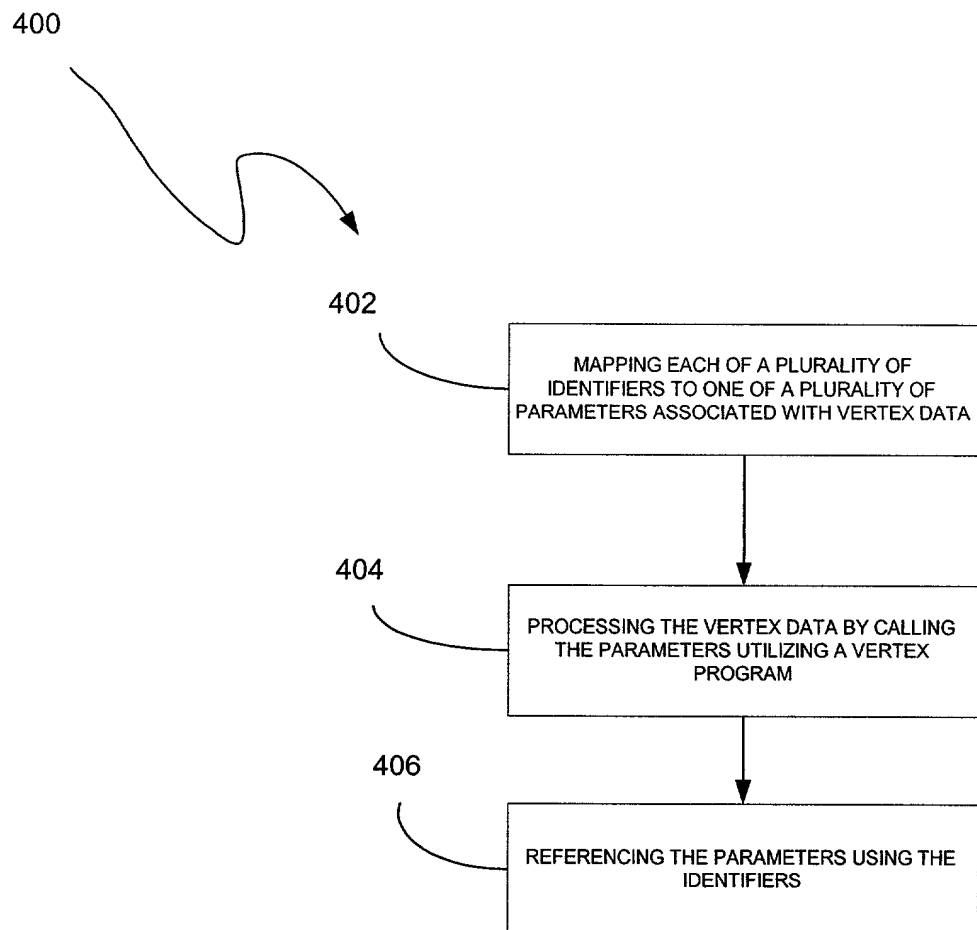 400
402
MAPPING EACH OF A PLURALITY OF
IDENTIFIERS TO ONE OF A PLURALITY OF
PARAMETERS ASSOCIATED WITH VERTEX DATA
404
PROCESSING THE VERTEX DATA BY CALLING
THE PARAMETERS UTILIZING A VERTEX
PROGRAM
406
REFERENCING THE PARAMETERS USING THE
IDENTIFIERS